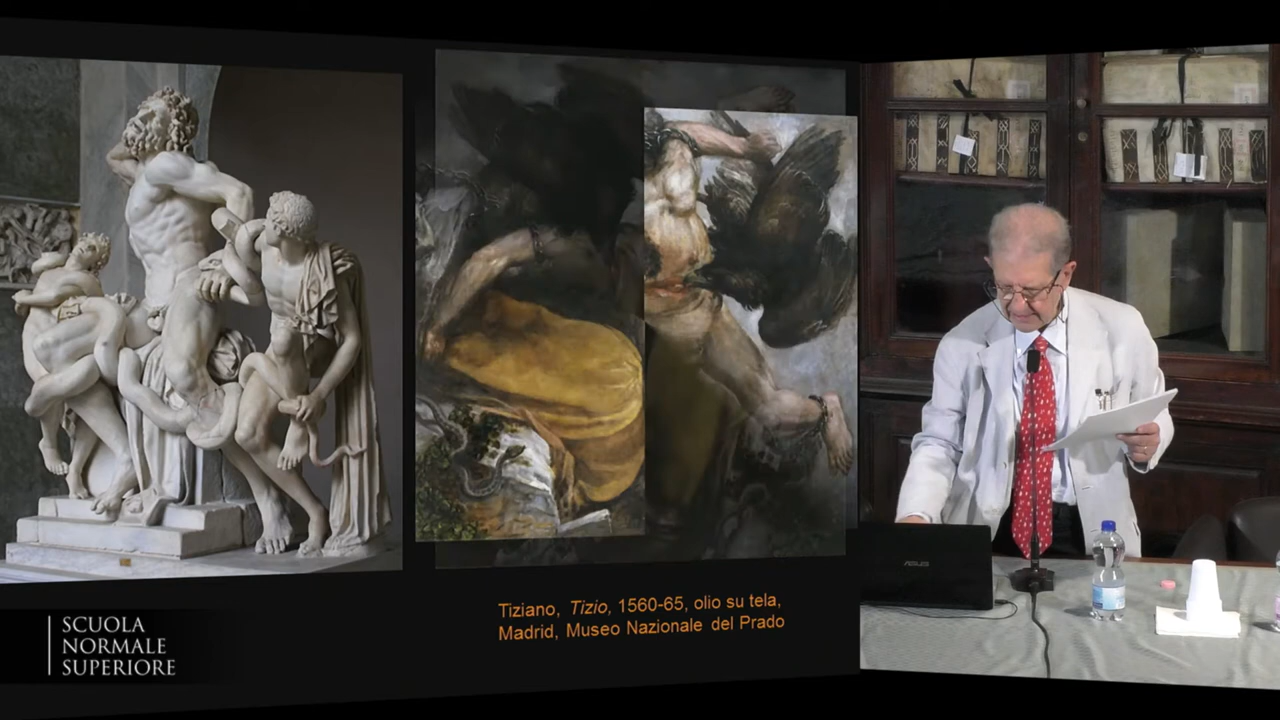 Tiziano, Tizio, 1560-65, olio su tela,
Madrid, Museo Nazionale del Prado
SCUOLA
NORMALE
SUPERIORE
ASUS